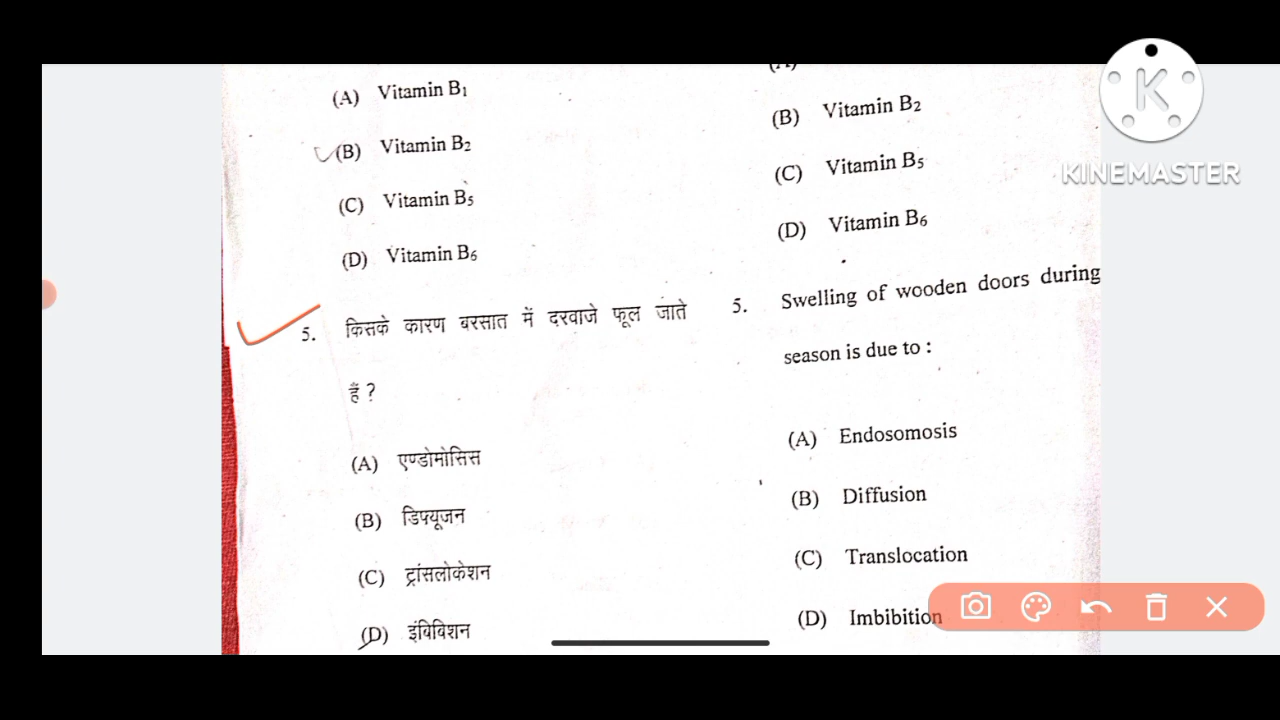 (A) Vitamin B₁
(B) Vitamin B₂
(C) Vitamin B₅
(D) Vitamin B₆
5. किसके कारण बरसात में दरवाजे फूल जाते
हैं ?
(A) एण्डोमोसिस
(B) डिफ्यूजन
(C) ट्रांसलोकेशन
(D) इंबिबिशन
(A)
(B) Vitamin B₂
(C) Vitamin B₅
(D) Vitamin B₆
5. Swelling of wooden doors during
season is due to :
(A) Endosomosis
(B) Diffusion
(C) Translocation
(D) Imbibition
K
KINEMASTER